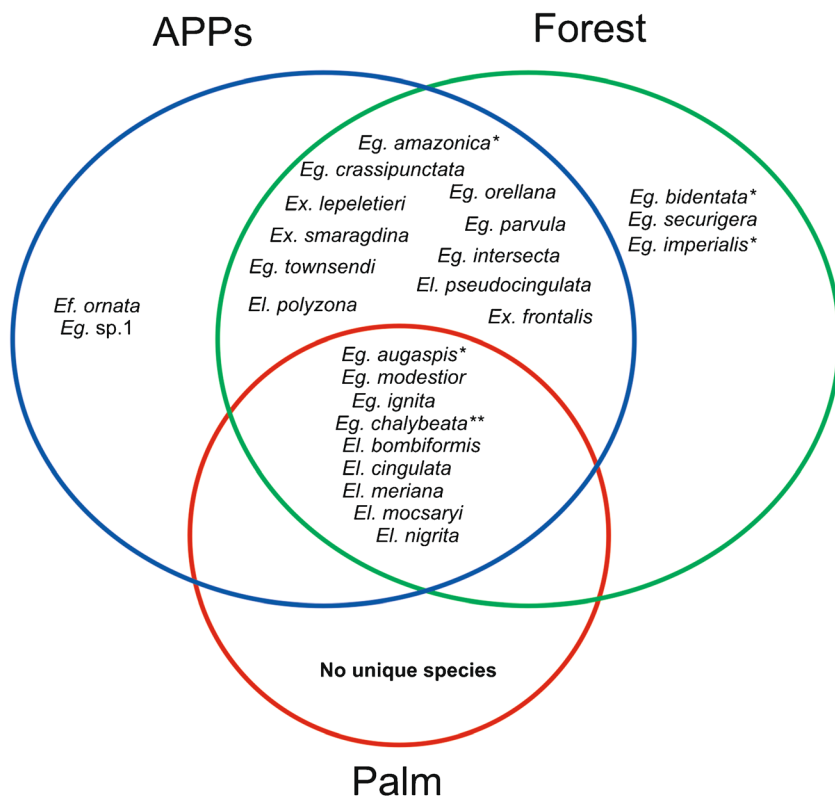 APPs
Forest
Eg. amazonica*
Eg. crassipunctata
Eg. orellana
Ex. lepeletieri
Eg. parvula
Ex. smaragdina
Eg. intersecta
Eg. townsendi
El. pseudocingulata
El. polyzona
Ex. frontalis
Eg. bidentata*
Eg. securigera
Eg. imperialis*
Ef. ornata
Eg. sp.1
Eg. augaspis*
Eg. modestior
Eg. ignita
Eg. chalybeata**
El. bombiformis
El. cingulata
El. meriana
El. mocsaryi
El. nigrita
No unique species
Palm